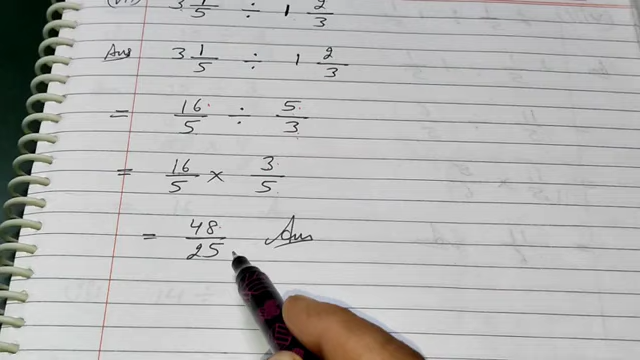 (vii) 3 1/5 ÷ 1 2/3
Ans 3 1/5 ÷ 1 2/3
= 16/5 ÷ 5/3
= 16/5 × 3/5
= 48/25 Ans